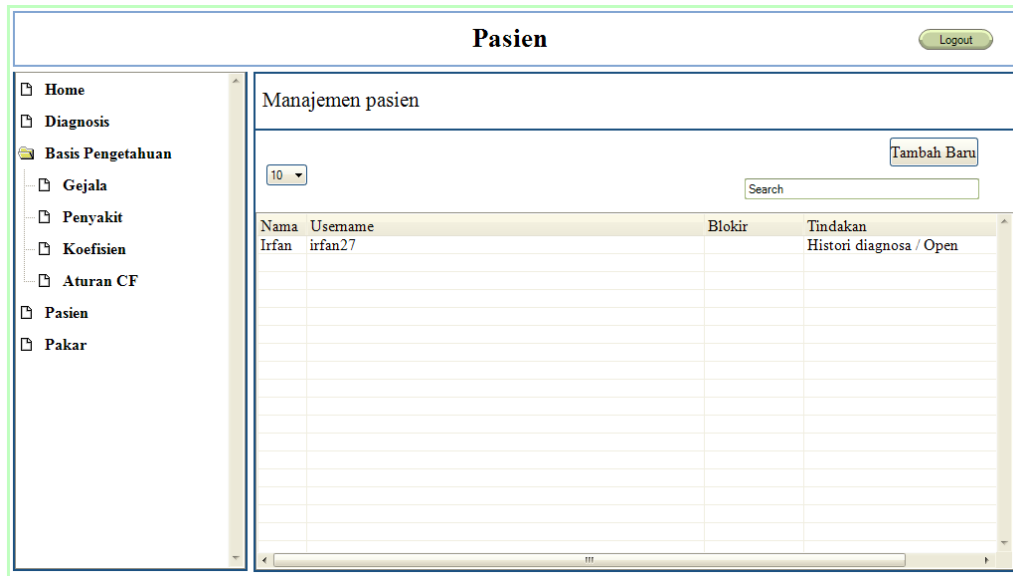 Pasien
Logout
Home
Diagnosis
Basis Pengetahuan
Gejala
Penyakit
Koefisien
Aturan CF
Pasien
Pakar
Manajemen pasien
Tambah Baru
10
Search
Nama Username Blokir Tindakan
Irfan irfan27 Histori diagnosa / Open